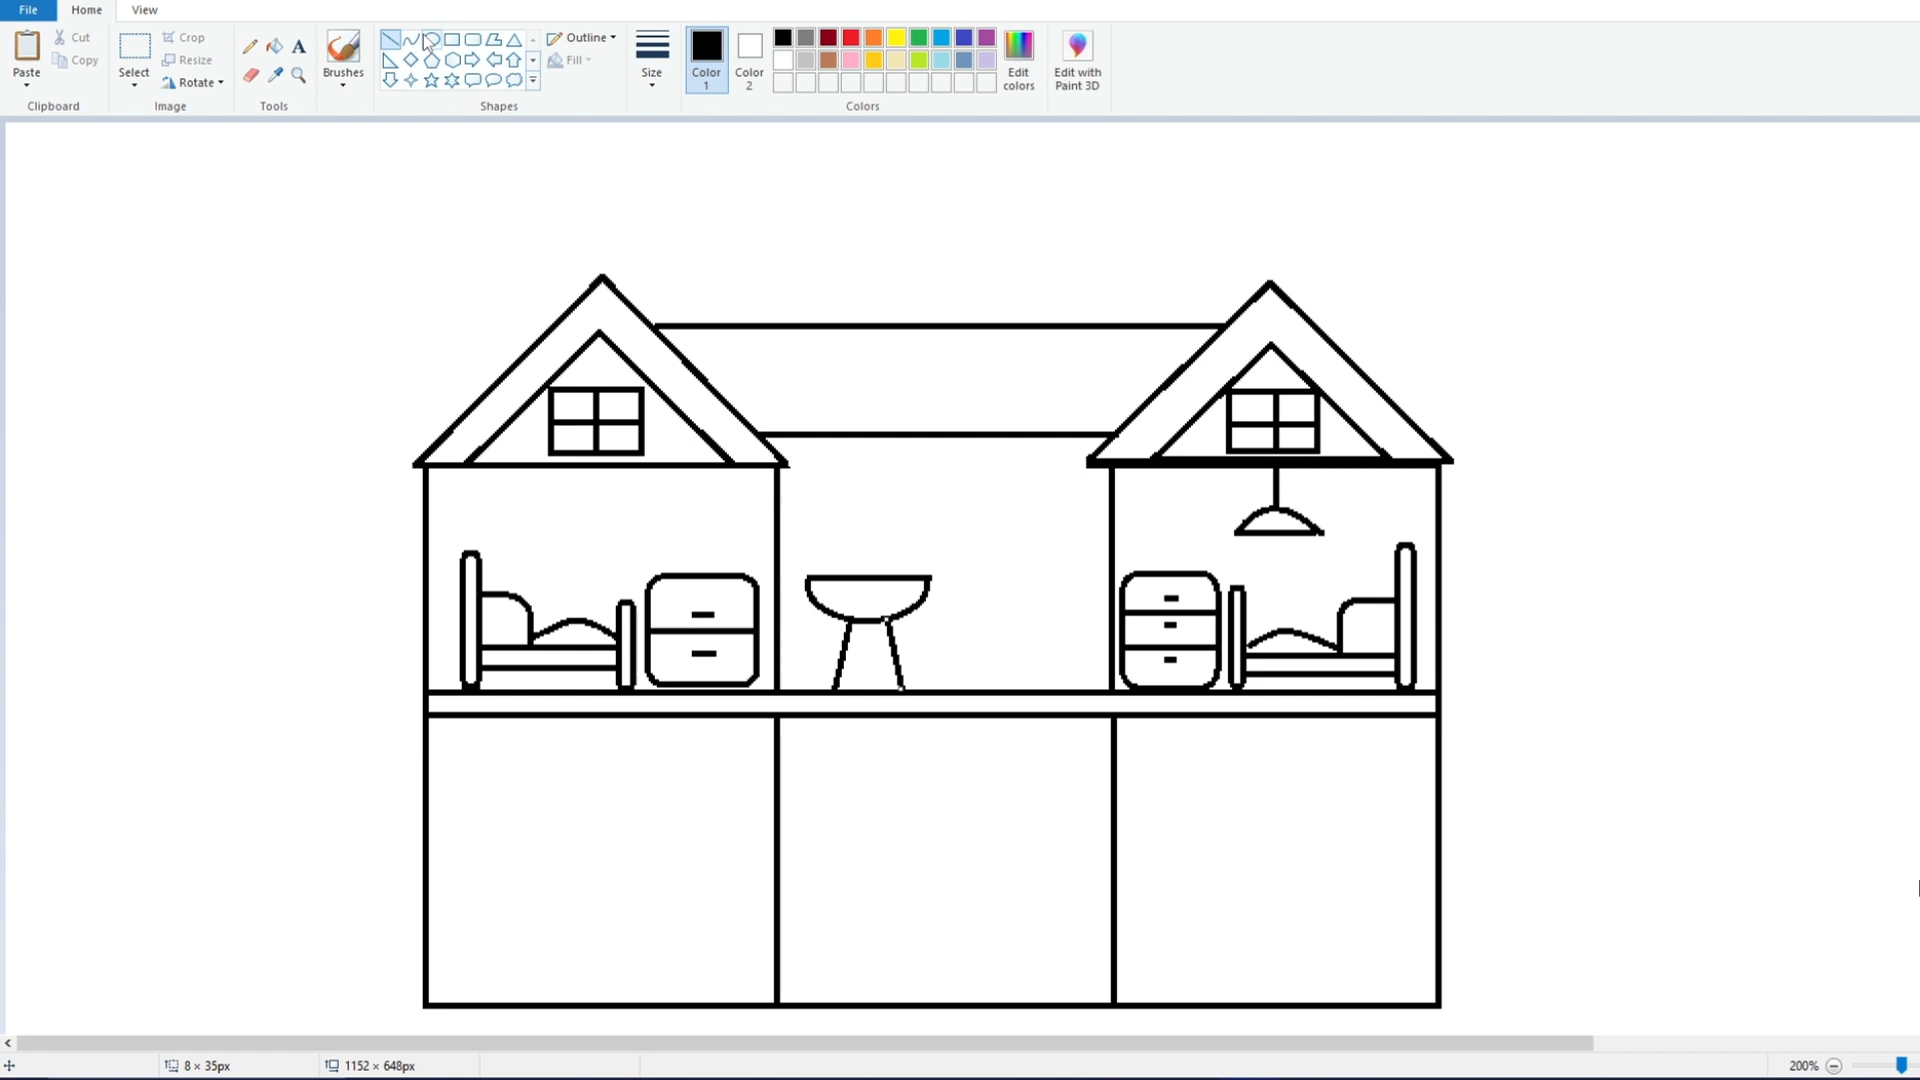 File Home View
Paste
Cut
Copy
Clipboard
Select
Crop
Resize
Rotate
Image
A
Tools
Brushes
Outline
Fill
Shapes
Size
Color
1
Color
2
Edit
colors
Colors
Edit with
Paint 3D
8 × 35px
1152 × 648px
200%